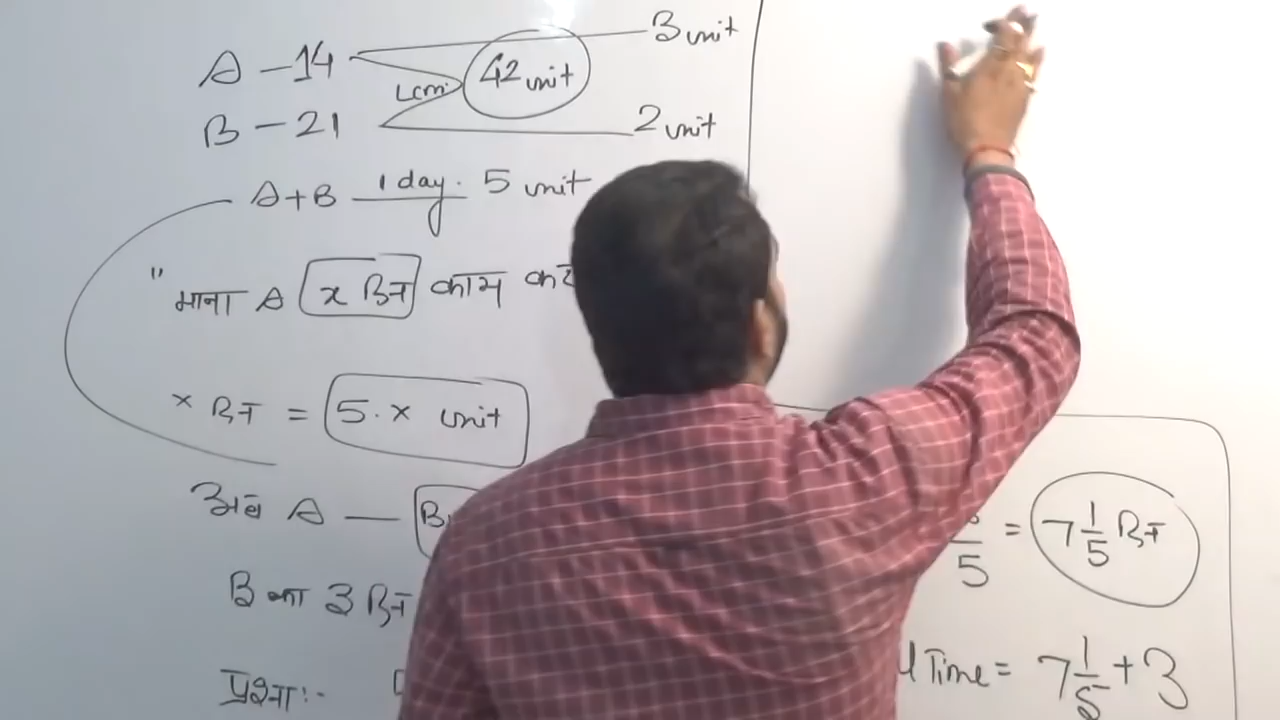 A - 14
Lcm.
42 unit
3 unit
B - 21
2 unit
A+B 1 day. 5 unit
" माना A x दिन काम
x दिन = 5.x unit
अब A —
B का 3 दिन
प्रश्नाः-
5 = 7 1/5 दिन
Time = 7 1/5 + 3